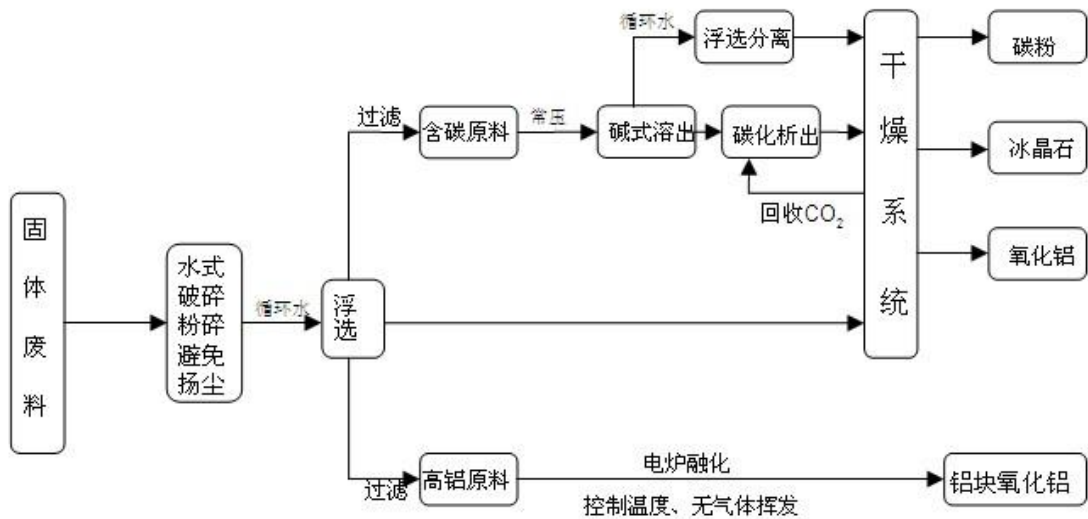 固体废料
水式
破碎
粉碎
避免
扬尘
循环水
浮选
过滤
含碳原料
常压
碱式溶出
循环水
浮选分离
碳化析出
回收CO₂
干燥系统
碳粉
冰晶石
氧化铝
过滤
高铝原料
电炉融化
控制温度、无气体挥发
铝块氧化铝